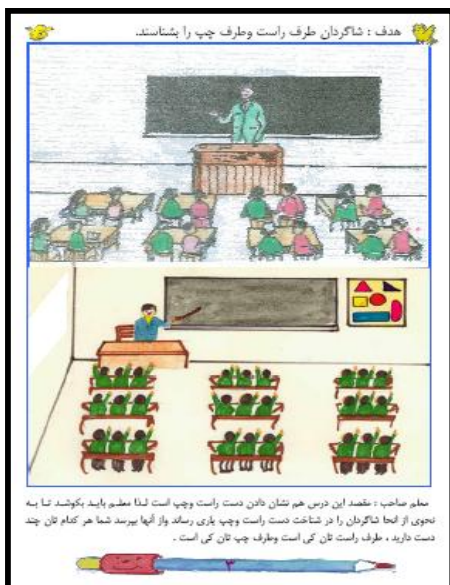 هدف : شاگردان طرف راست وطرف چپ را بشناسند.
معلم صاحب : مقصد این درس هم نشان دادن دست راست وچپ است لذا معلم باید بکوشد تا به
نحوی از انحا شاگردان را در شناخت دست راست وچپ یاری رساند واز آنها بپرسد شما هر کدام تان چند
دست دارید ، طرف راست تان کی است وطرف چپ تان کی است .
۳